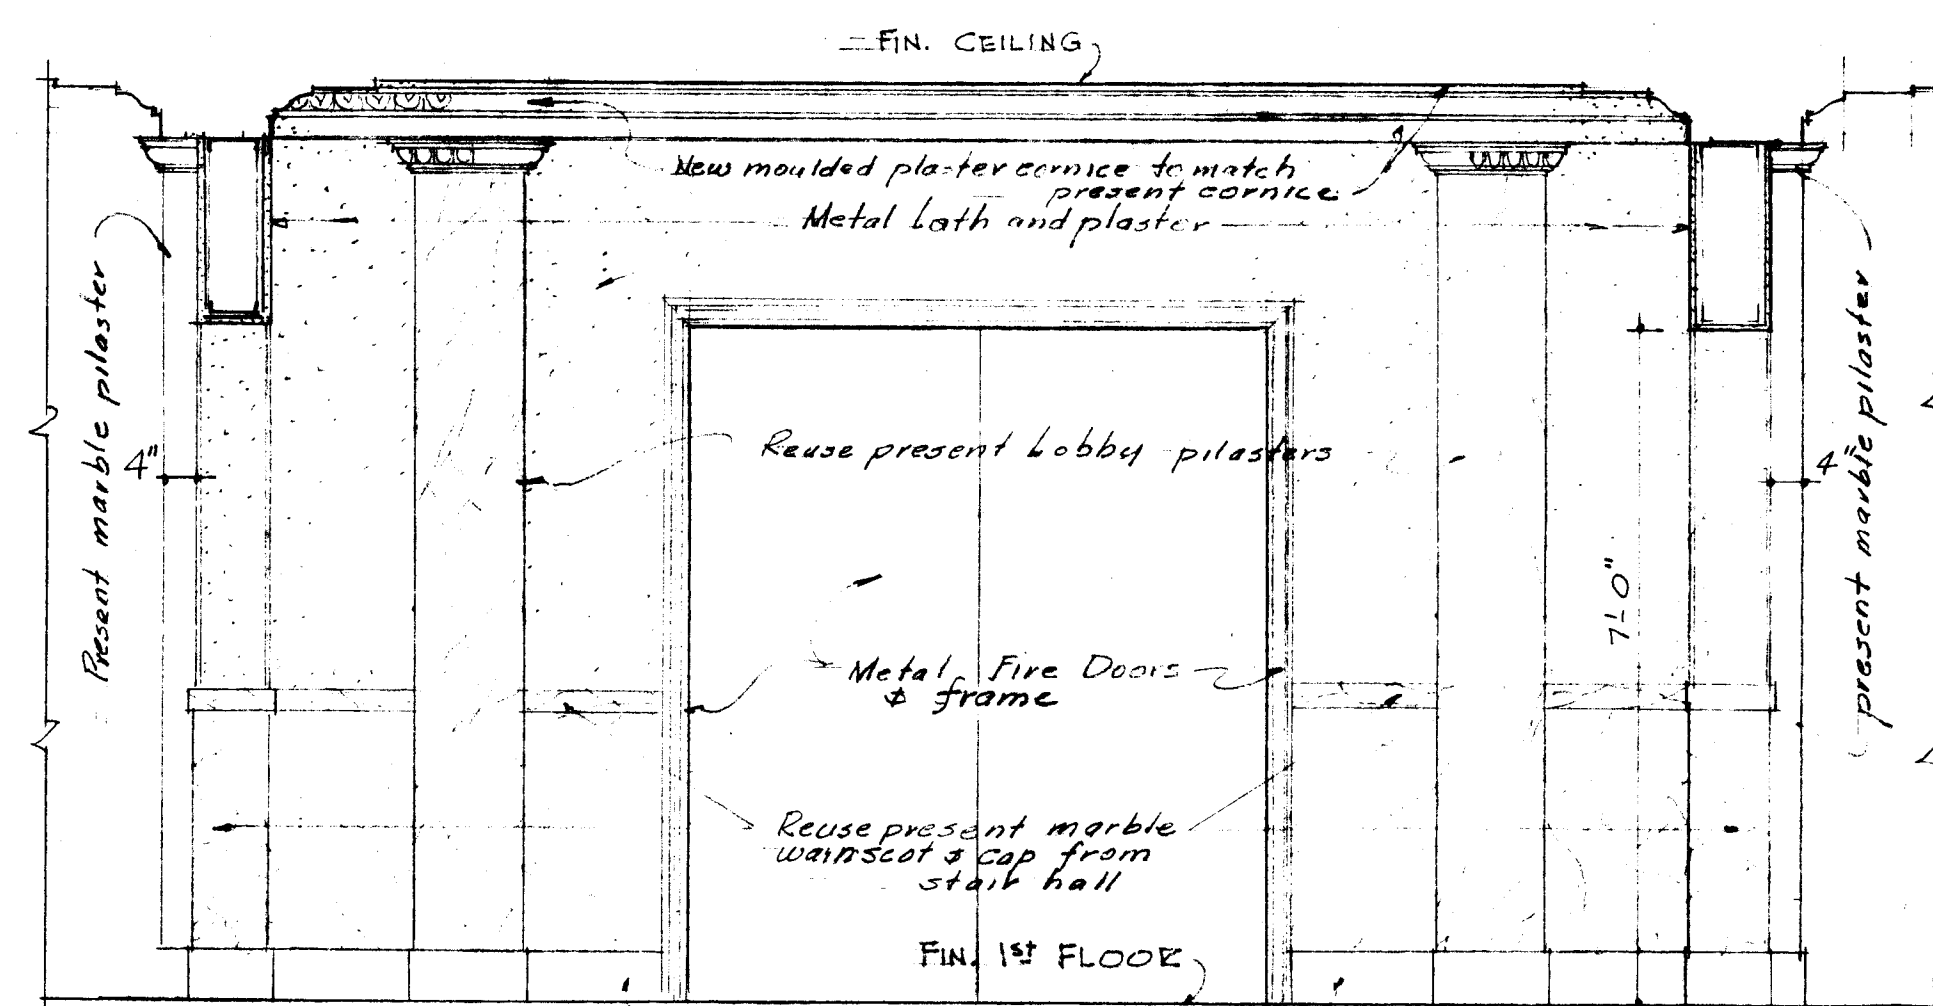 FIN. CEILING
New moulded plaster cornice to match
present cornice
Metal Lath and plaster
Present marble pilaster
4"
Reuse present Lobby pilasters
4"
present marble pilaster
7'-0"
Metal Fire Doors
& frame
Reuse present marble
wainscot & cap from
stair hall
FIN. 1st FLOOR